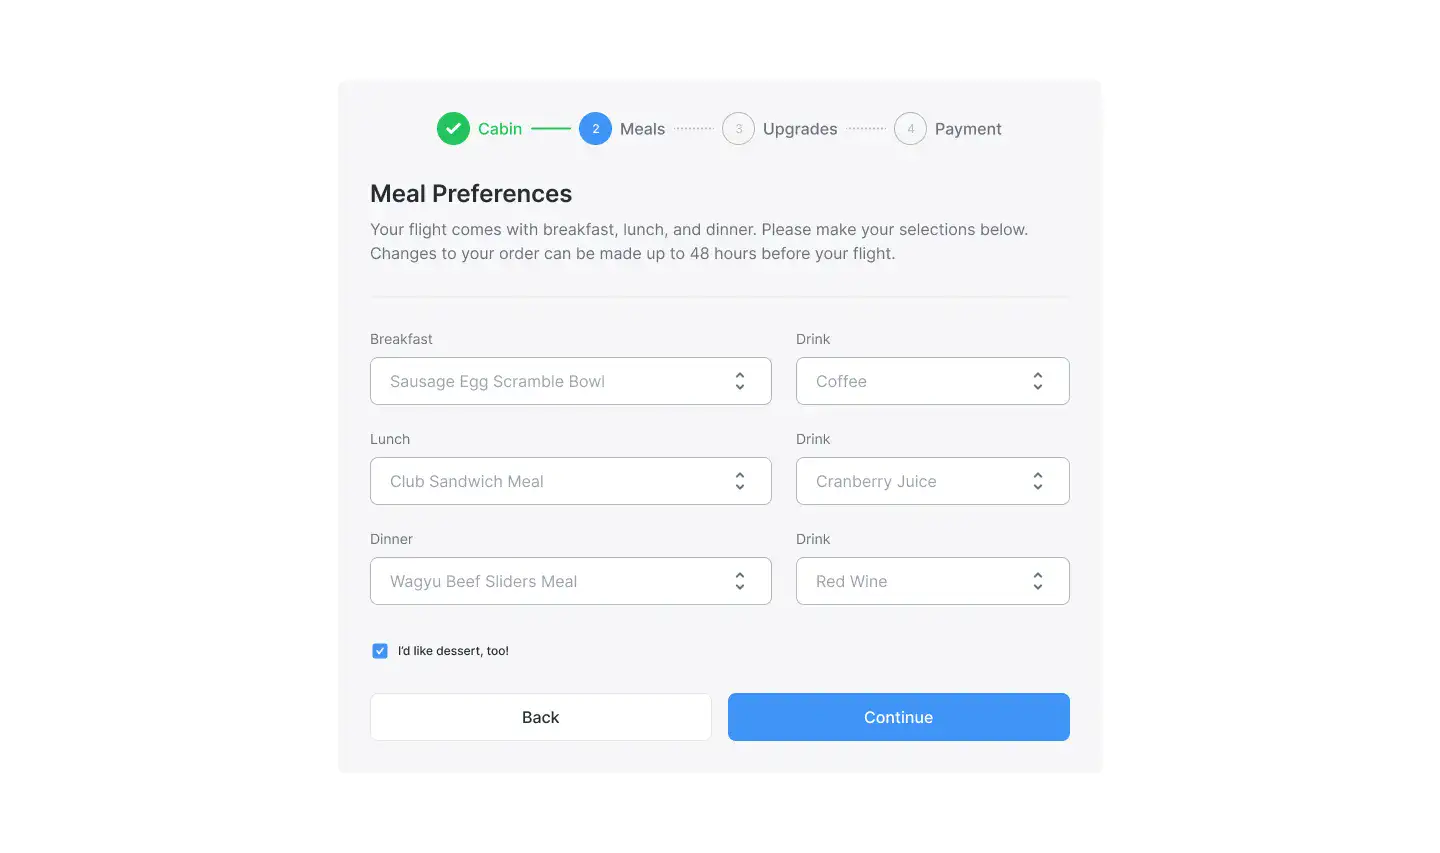 Cabin 2 Meals 3 Upgrades 4 Payment
Meal Preferences
Your flight comes with breakfast, lunch, and dinner. Please make your selections below.
Changes to your order can be made up to 48 hours before your flight.
Breakfast Drink
Sausage Egg Scramble Bowl Coffee
Lunch Drink
Club Sandwich Meal Cranberry Juice
Dinner Drink
Wagyu Beef Sliders Meal Red Wine
I'd like dessert, too!
Back Continue